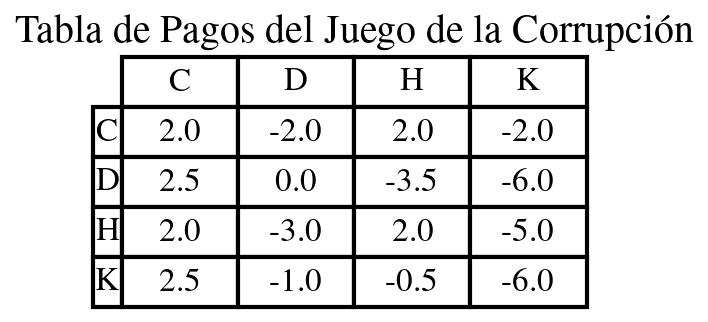 Tabla de Pagos del Juego de la Corrupción
C D H K
C 2.0 -2.0 2.0 -2.0
D 2.5 0.0 -3.5 -6.0
H 2.0 -3.0 2.0 -5.0
K 2.5 -1.0 -0.5 -6.0